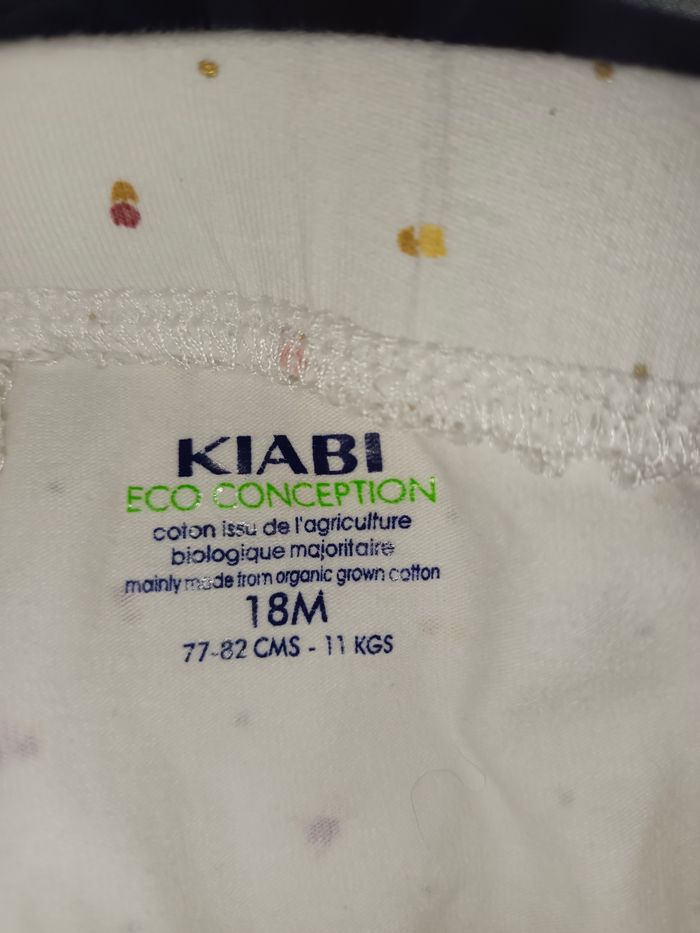 KIABI
ECO CONCEPTION
coton issu de l'agriculture
biologique majoritaire
mainly made from organic grown cotton
18M
77-82 CMS - 11 KGS